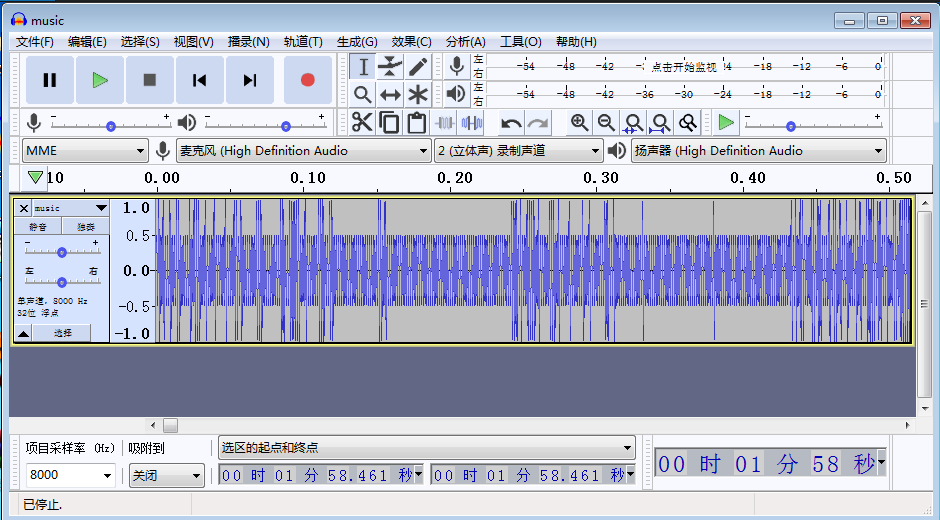 music
文件(F) 编辑(E) 选择(S) 视图(V) 播录(N) 轨道(T) 生成(G) 效果(C) 分析(A) 工具(O) 帮助(H)
左 -54 -48 -42 点击开始监视 -18 -12 -6 0
右
左 -54 -48 -42 -36 -30 -24 -18 -12 -6 0
右
- + - + - +
MME 麦克风 (High Definition Audio 2 (立体声) 录制声道 扬声器 (High Definition Audio
10 0.00 0.10 0.20 0.30 0.40 0.50
music 1.0
静音 独奏
- + 0.5
左 右 0.0
单声道, 8000 Hz -0.5
32位 浮点
选择 -1.0
项目采样率 (Hz) 吸附到 选区的起点和终点
8000 关闭 00 时 01 分 58.461 秒 00 时 01 分 58.461 秒 00 时 01 分 58 秒
已停止.